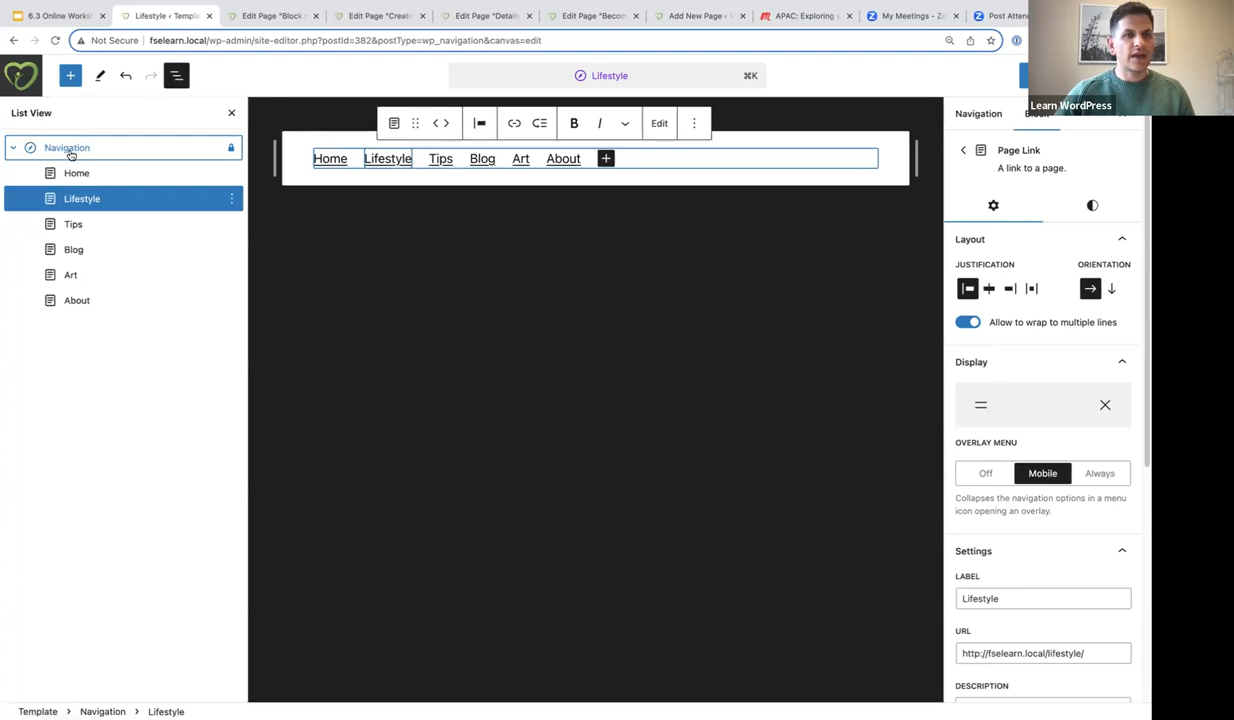 6.3 Online Works
Lifestyle ‹ Templ
Edit Page "Block
Edit Page "Creati
Edit Page "Details
Edit Page "Becom
Add New Page ‹ W
APAC: Exploring s
My Meetings - Zo
Post Atten
Not Secure
fselearn.local/wp-admin/site-editor.php?postId=382&postType=wp_navigation&canvas=edit
Lifestyle
⌘K
Learn WordPress
List View
Navigation
Home
Lifestyle
Tips
Blog
Art
About
B
I
Edit
Home
Lifestyle
Tips
Blog
Art
About
Navigation
Page Link
A link to a page.
Layout
JUSTIFICATION
ORIENTATION
Allow to wrap to multiple lines
Display
OVERLAY MENU
Off
Mobile
Always
Collapses the navigation options in a menu
icon opening an overlay.
Settings
LABEL
Lifestyle
URL
http://fselearn.local/lifestyle/
DESCRIPTION
Template
Navigation
Lifestyle